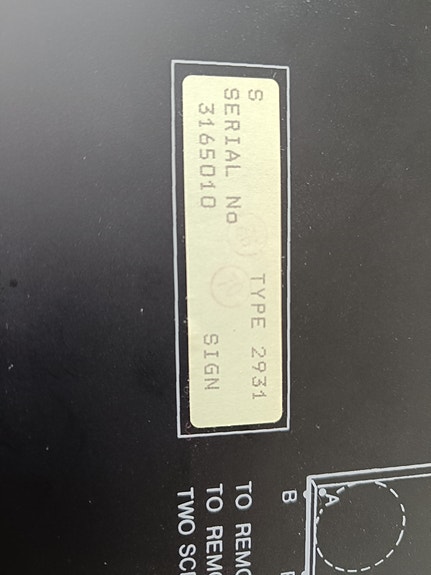 S TYPE 2931
SERIAL No
3165010 SIGN
B
A
TO REMO
TO REMO
TWO SC